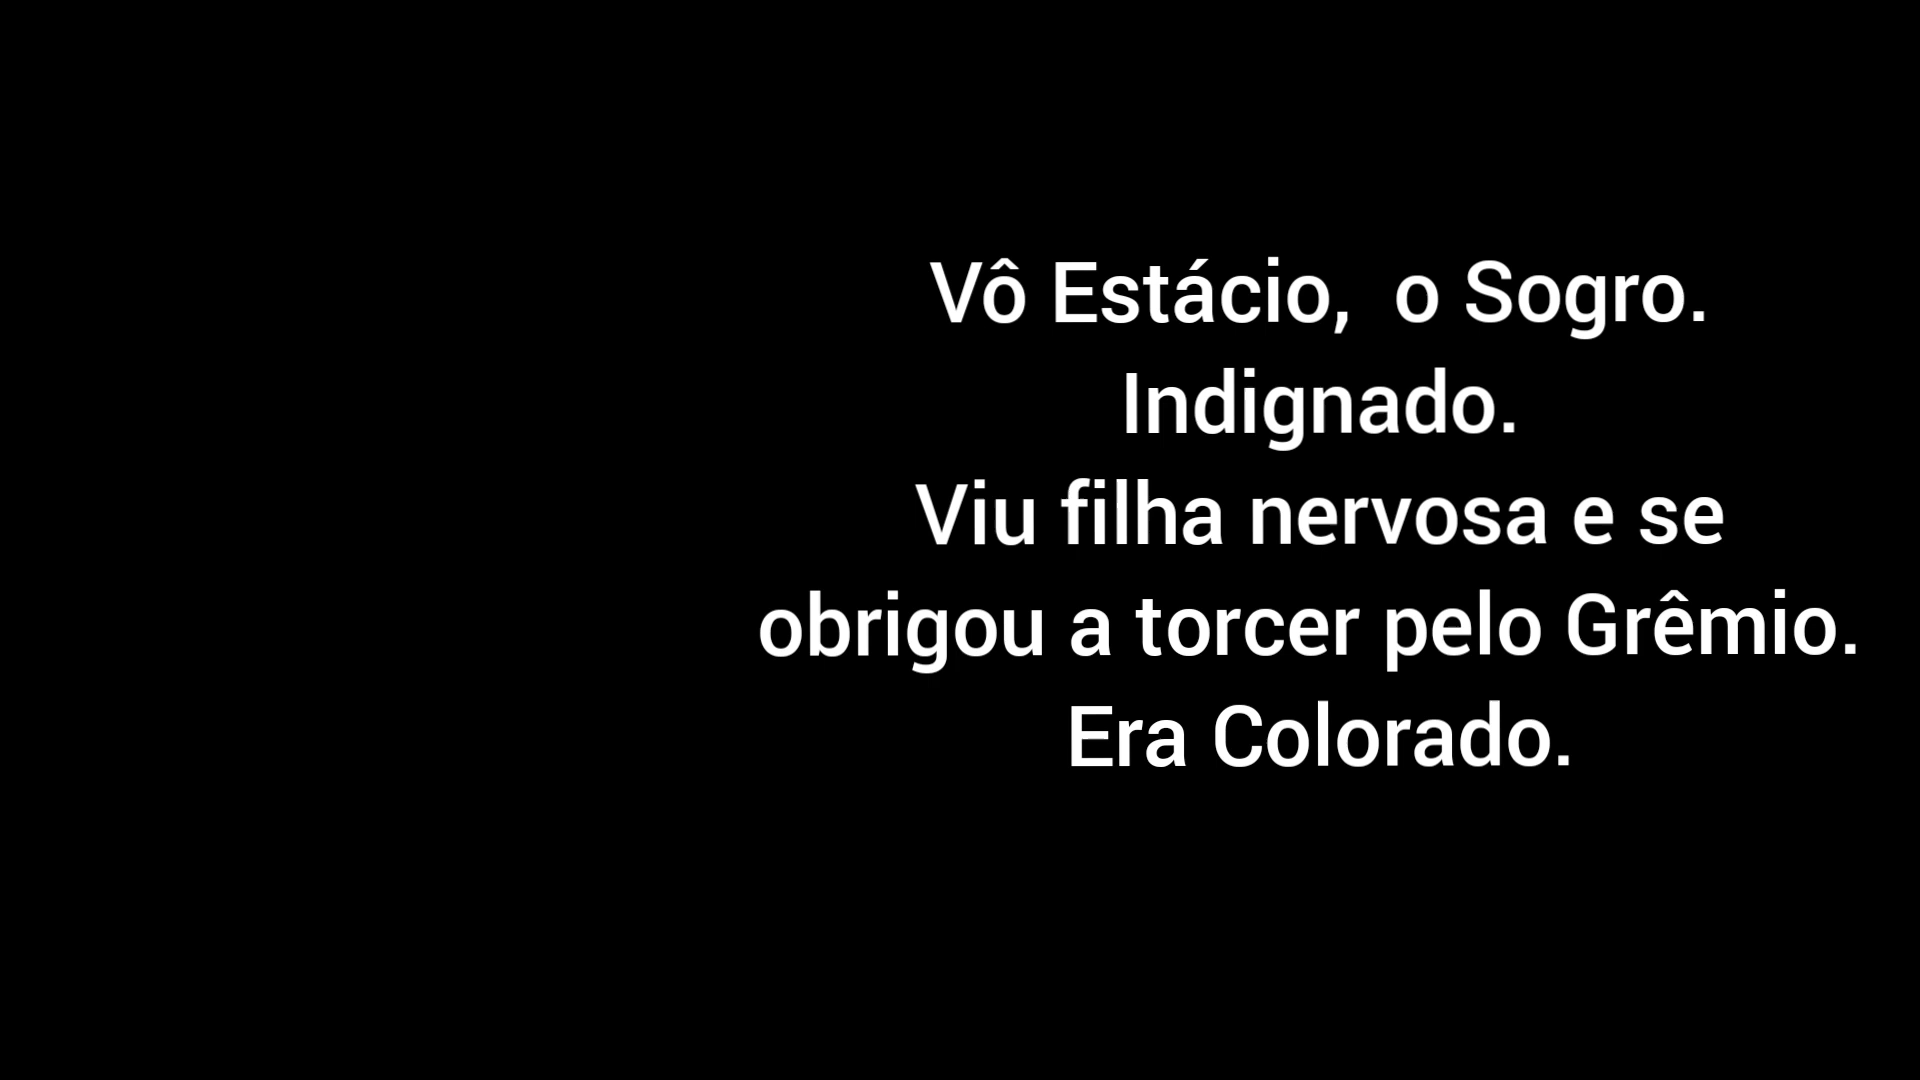 Vô Estácio,  o Sogro.
Indignado.
Viu filha nervosa e se
obrigou a torcer pelo Grêmio.
Era Colorado.